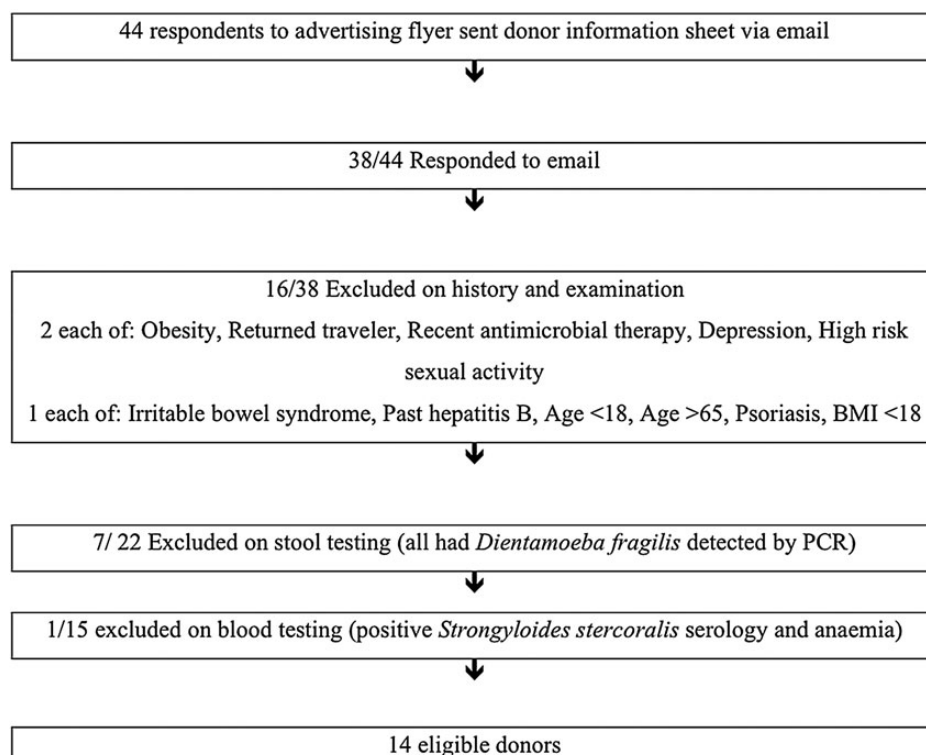 44 respondents to advertising flyer sent donor information sheet via email
38/44 Responded to email
16/38 Excluded on history and examination
2 each of: Obesity, Returned traveler, Recent antimicrobial therapy, Depression, High risk
sexual activity
1 each of: Irritable bowel syndrome, Past hepatitis B, Age <18, Age >65, Psoriasis, BMI <18
7/ 22 Excluded on stool testing (all had Dientamoeba fragilis detected by PCR)
1/15 excluded on blood testing (positive Strongyloides stercoralis serology and anaemia)
14 eligible donors